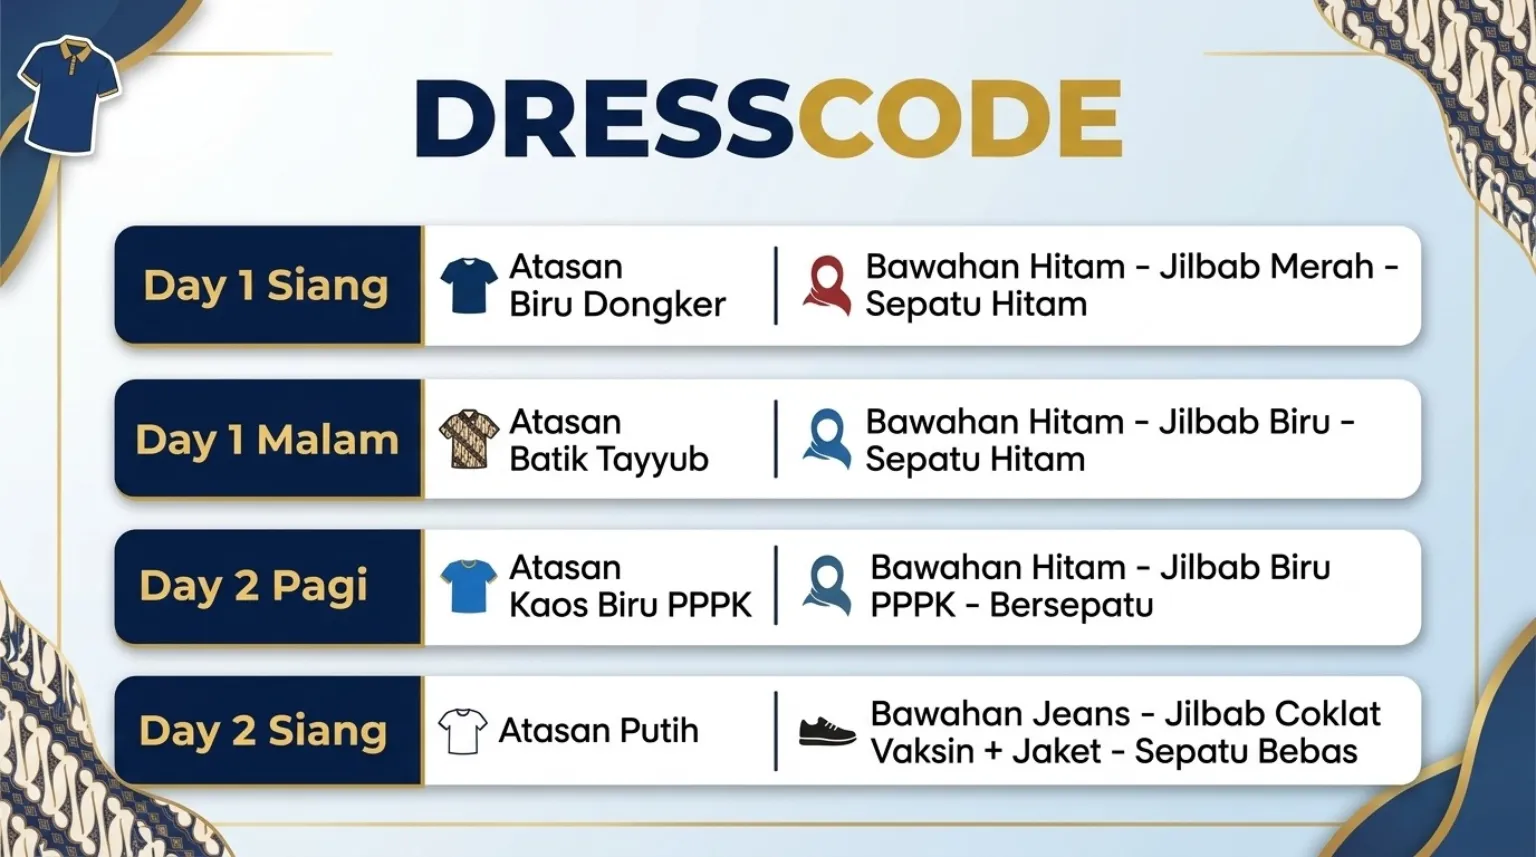 DRESSCODE
Day 1 Siang
Atasan
Biru Dongker
Bawahan Hitam - Jilbab Merah -
Sepatu Hitam
Day 1 Malam
Atasan
Batik Tayyub
Bawahan Hitam - Jilbab Biru -
Sepatu Hitam
Day 2 Pagi
Atasan
Kaos Biru PPPK
Bawahan Hitam - Jilbab Biru
PPPK - Bersepatu
Day 2 Siang
Atasan Putih
Bawahan Jeans - Jilbab Coklat
Vaksin + Jaket - Sepatu Bebas